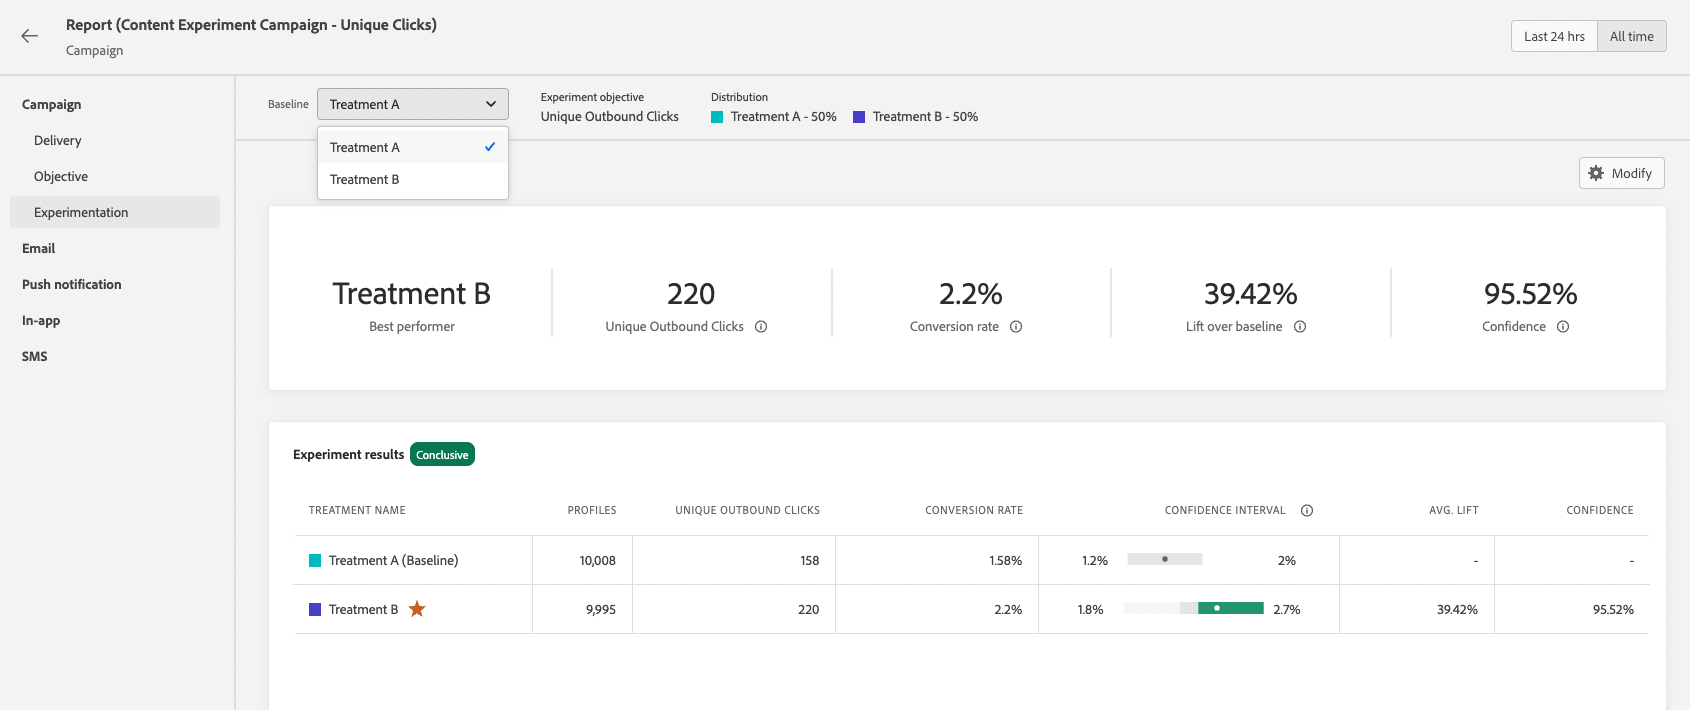 Report (Content Experiment Campaign - Unique Clicks)
Campaign
Last 24 hrs
All time
Campaign
Delivery
Objective
Experimentation
Email
Push notification
In-app
SMS
Baseline
Treatment A
Treatment A
Treatment B
Experiment objective
Unique Outbound Clicks
Distribution
Treatment A - 50%
Treatment B - 50%
Modify
Treatment B
Best performer
220
Unique Outbound Clicks
2.2%
Conversion rate
39.42%
Lift over baseline
95.52%
Confidence
Experiment results
Conclusive
TREATMENT NAME PROFILES UNIQUE OUTBOUND CLICKS CONVERSION RATE CONFIDENCE INTERVAL AVG. LIFT CONFIDENCE
Treatment A (Baseline) 10,008 158 1.58% 1.2% 2% - -
Treatment B 9,995 220 2.2% 1.8% 2.7% 39.42% 95.52%